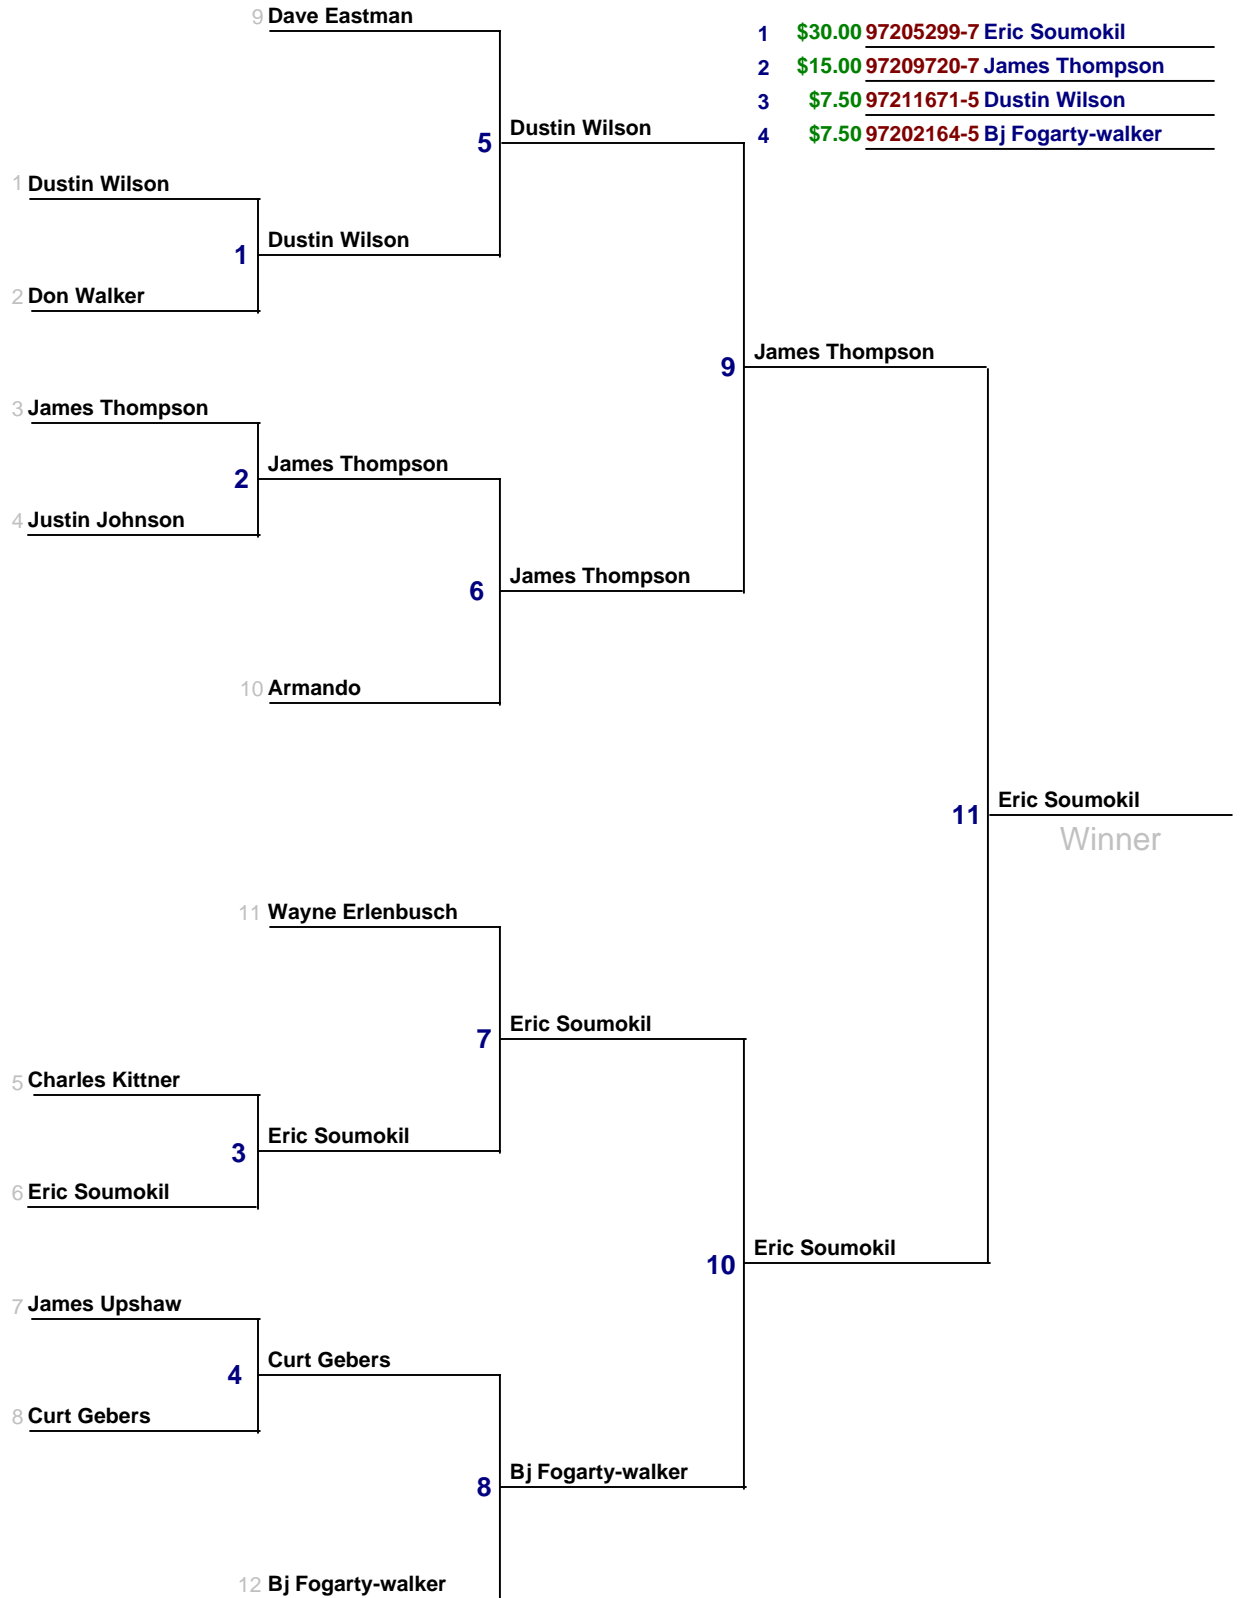 9 Dave Eastman
1 $30.00 97205299-7 Eric Soumokil
2 $15.00 97209720-7 James Thompson
3 $7.50 97211671-5 Dustin Wilson
4 $7.50 97202164-5 Bj Fogarty-walker
5 Dustin Wilson
1 Dustin Wilson
1 Dustin Wilson
2 Don Walker
9 James Thompson
3 James Thompson
2 James Thompson
4 Justin Johnson
6 James Thompson
10 Armando
11 Eric Soumokil
Winner
11 Wayne Erlenbusch
7 Eric Soumokil
5 Charles Kittner
3 Eric Soumokil
6 Eric Soumokil
10 Eric Soumokil
7 James Upshaw
4 Curt Gebers
8 Curt Gebers
8 Bj Fogarty-walker
12 Bj Fogarty-walker